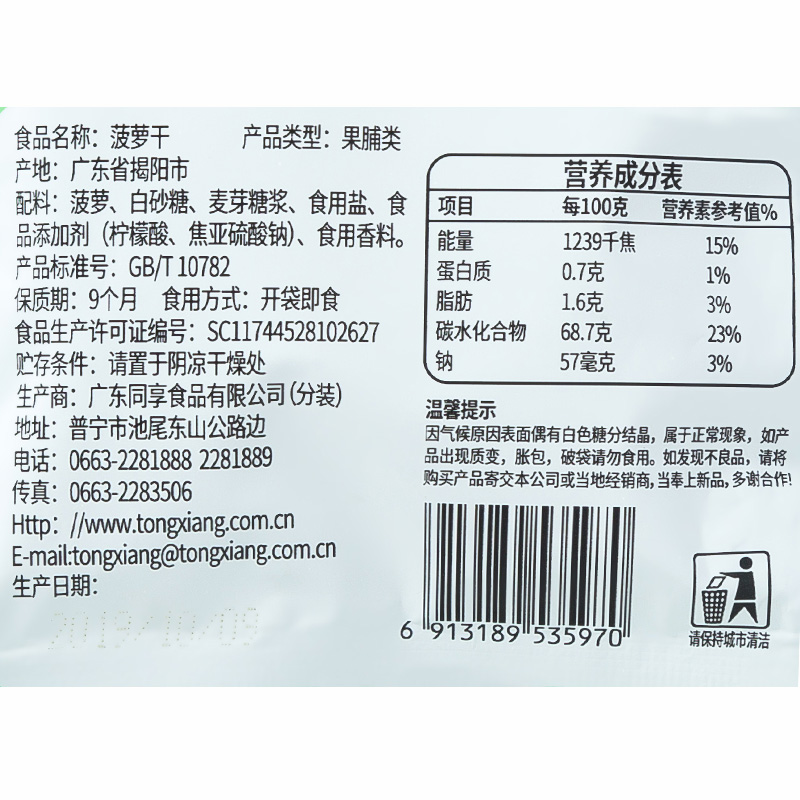 食品名称：菠萝干 产品类型：果脯类
产地：广东省揭阳市
配料：菠萝、白砂糖、麦芽糖浆、食用盐、食
品添加剂（柠檬酸、焦亚硫酸钠）、食用香料。
产品标准号：GB/T 10782
保质期：9个月 食用方式：开袋即食
食品生产许可证编号：SC11744528102627
贮存条件：请置于阴凉干燥处
生产商：广东同享食品有限公司（分装）
地址：普宁市池尾东山公路边
电话：0663-2281888 2281889
传真：0663-2283506
Http：//www.tongxiang.com.cn
E-mail:tongxiang@tongxiang.com.cn
生产日期：
2019/10/09
营养成分表
项目 每100克 营养素参考值%
能量 1239千焦 15%
蛋白质 0.7克 1%
脂肪 1.6克 3%
碳水化合物 68.7克 23%
钠 57毫克 3%
温馨提示
因气候原因表面偶有白色糖分结晶，属于正常现象，如产
品出现质变，胀包，破袋请勿食用。如发现不良品，请将
购买产品寄交本公司或当地经销商,当奉上新品,多谢合作!
6 913189 535970
请保持城市清洁